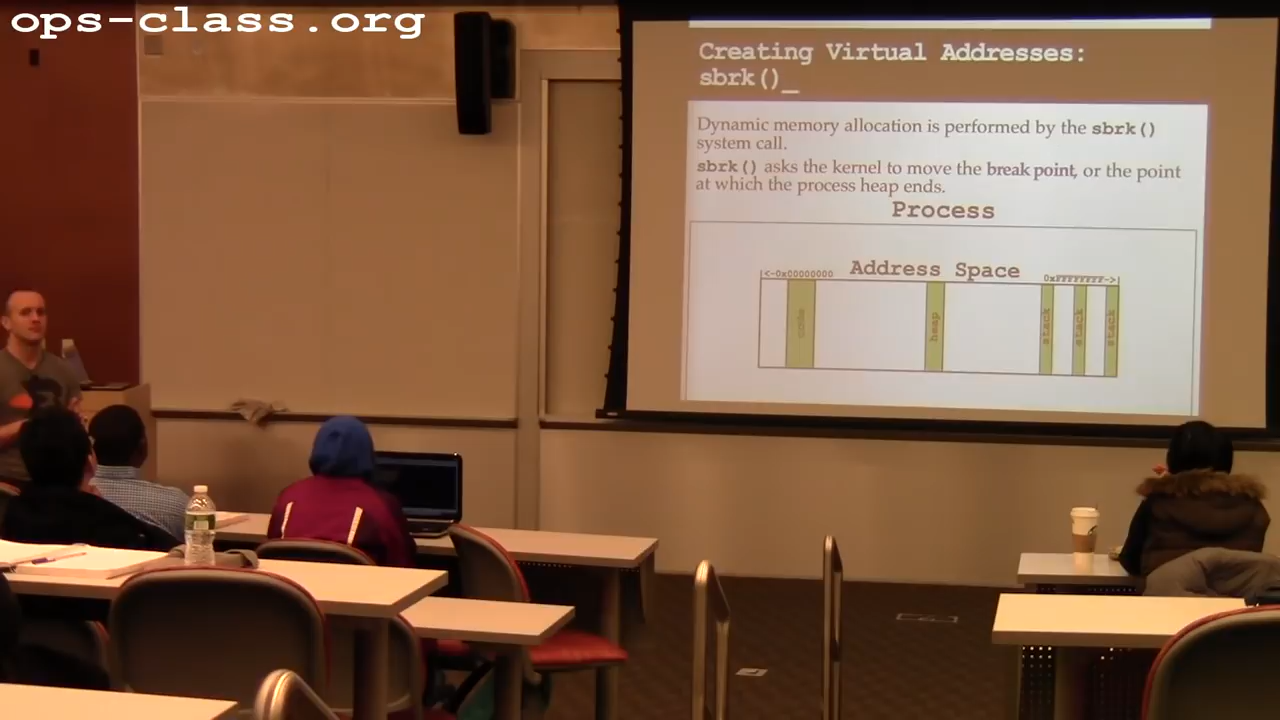 ops-class.org
Creating Virtual Addresses:
sbrk()_
Dynamic memory allocation is performed by the sbrk()
system call.
sbrk() asks the kernel to move the break point, or the point
at which the process heap ends.
Process
|<-0x00000000 Address Space 0xFFFFFFFF->|
code heap stack stack stack